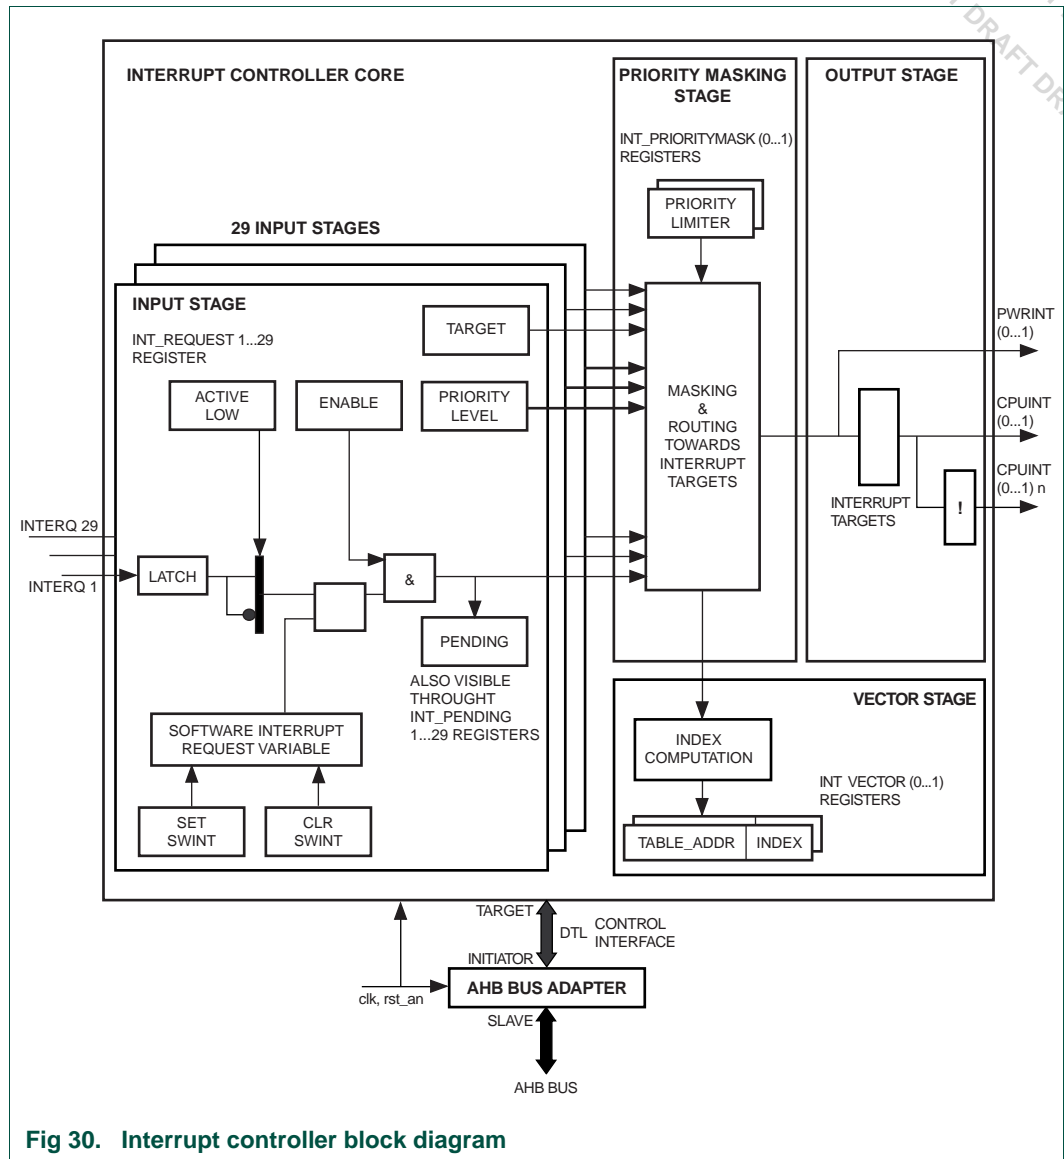 DRAFT DRA
INTERRUPT CONTROLLER CORE
PRIORITY MASKING
STAGE
OUTPUT STAGE
INT_PRIORITYMASK (0...1)
REGISTERS
PRIORITY
LIMITER
29 INPUT STAGES
INPUT STAGE
INT_REQUEST 1...29
REGISTER
TARGET
ACTIVE
LOW
ENABLE
PRIORITY
LEVEL
MASKING
&
ROUTING
TOWARDS
INTERRUPT
TARGETS
PWRINT
(0...1)
CPUINT
(0...1)
CPUINT
(0...1) n
INTERRUPT
TARGETS
!
INTERQ 29
INTERQ 1
LATCH
&
PENDING
ALSO VISIBLE
THROUGHT
INT_PENDING
1...29 REGISTERS
SOFTWARE INTERRUPT
REQUEST VARIABLE
SET
SWINT
CLR
SWINT
VECTOR STAGE
INDEX
COMPUTATION
INT VECTOR (0...1)
REGISTERS
TABLE_ADDR
INDEX
TARGET
DTL
CONTROL
INTERFACE
INITIATOR
clk, rst_an
AHB BUS ADAPTER
SLAVE
AHB BUS
Fig 30. Interrupt controller block diagram